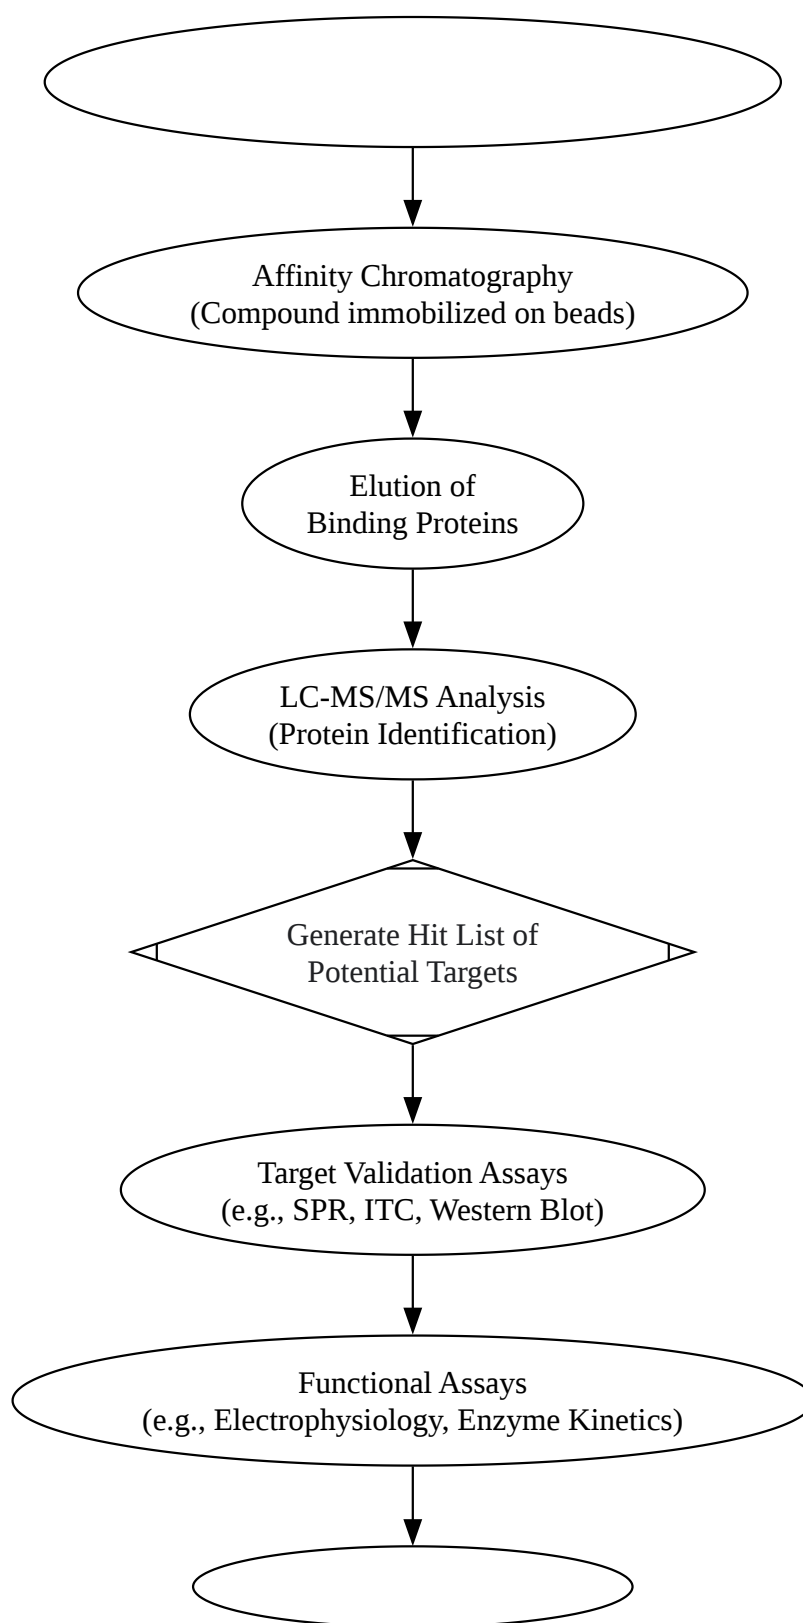 Affinity Chromatography
(Compound immobilized on beads)
Elution of
Binding Proteins
LC-MS/MS Analysis
(Protein Identification)
Generate Hit List of
Potential Targets
Target Validation Assays
(e.g., SPR, ITC, Western Blot)
Functional Assays
(e.g., Electrophysiology, Enzyme Kinetics)